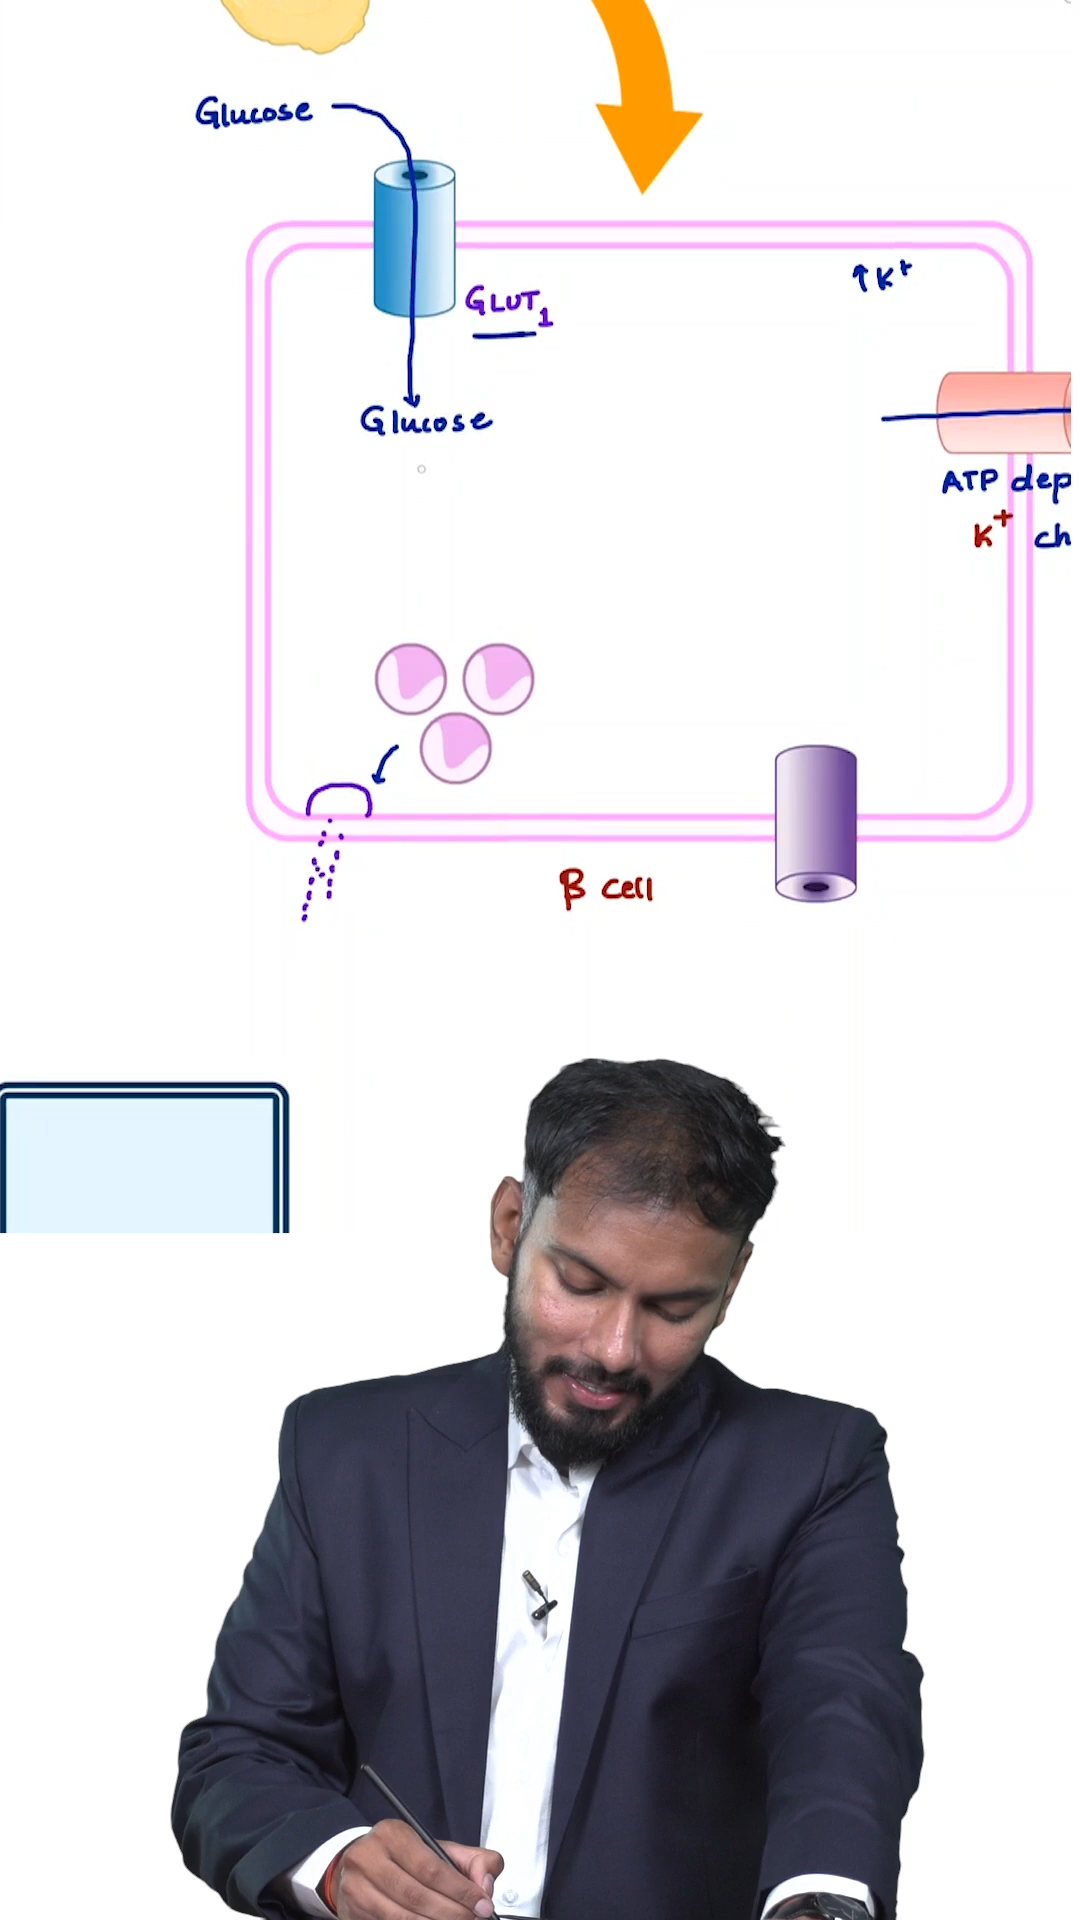 Glucose
↑K⁺
GLUT₁
Glucose
ATP dep
K⁺ ch
β cell